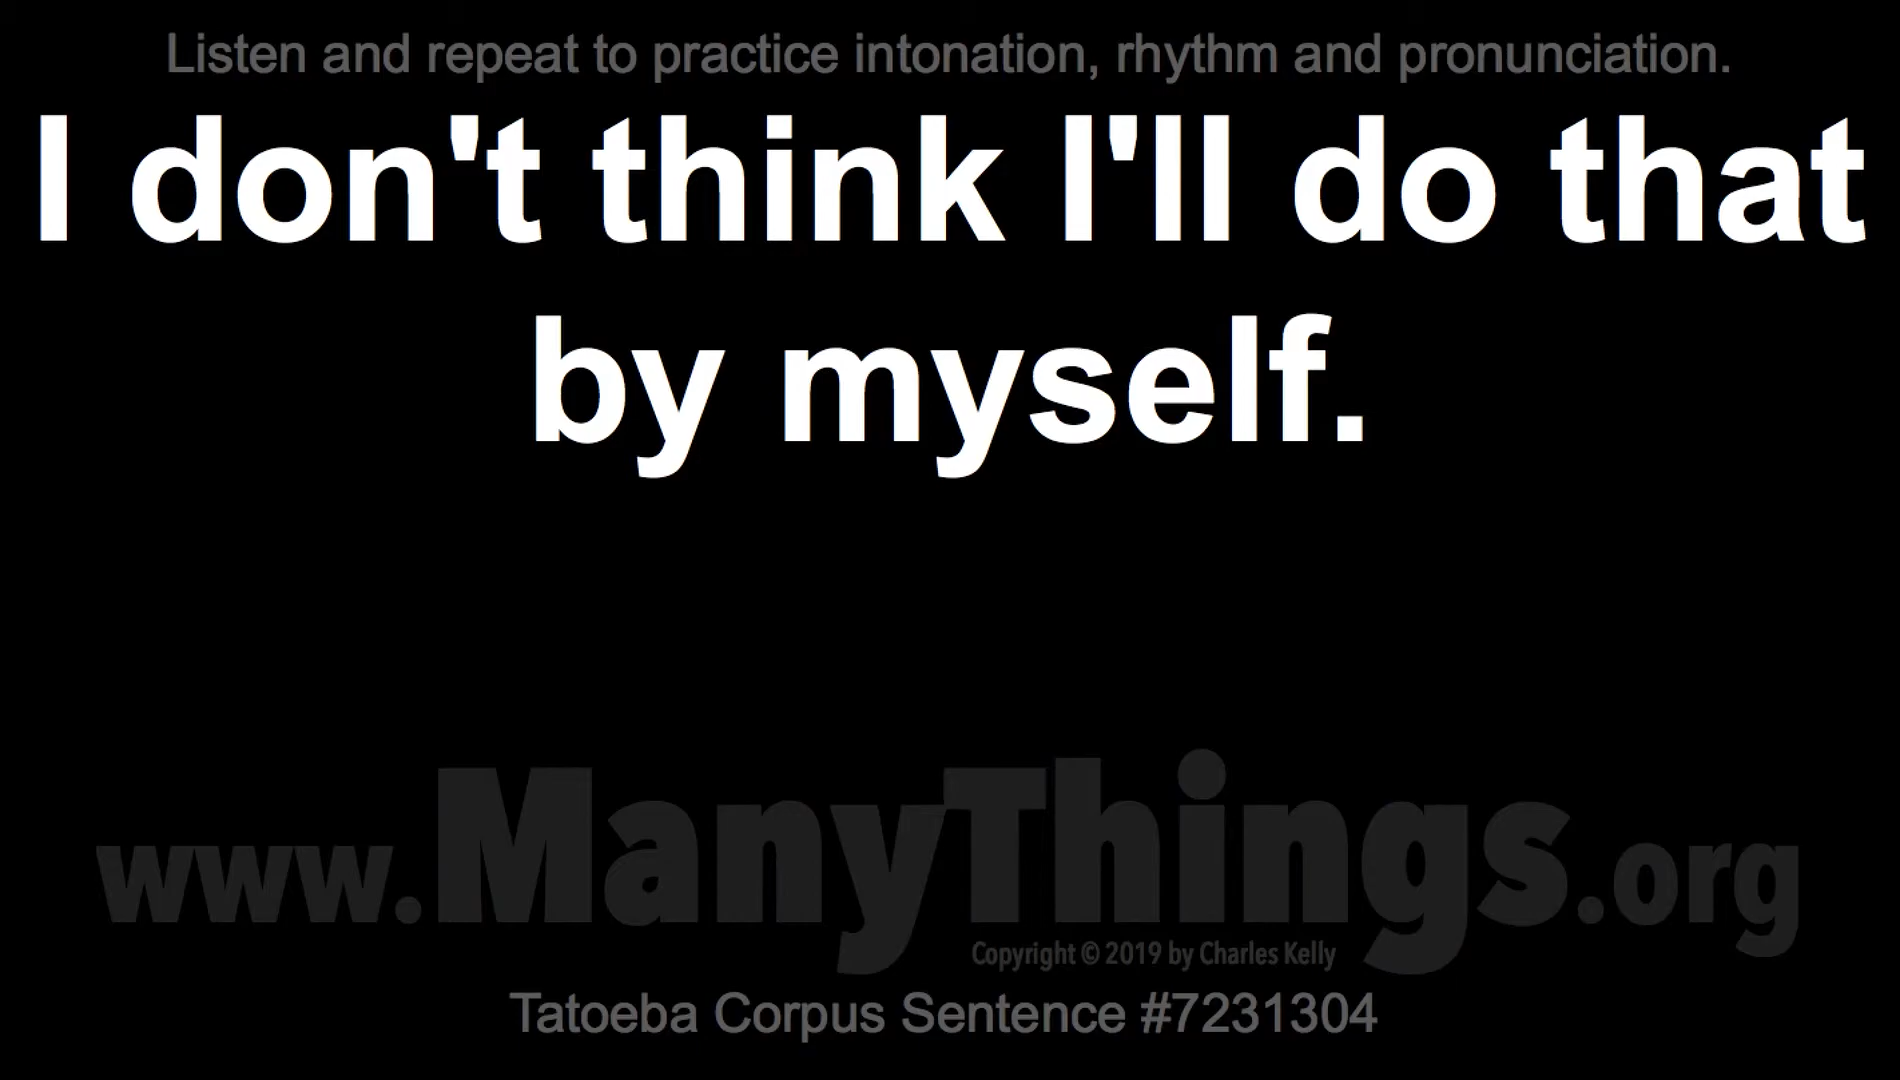 Listen and repeat to practice intonation, rhythm and pronunciation.
I don't think I'll do that
by myself.
www.ManyThings.org
Copyright © 2019 by Charles Kelly
Tatoeba Corpus Sentence #7231304